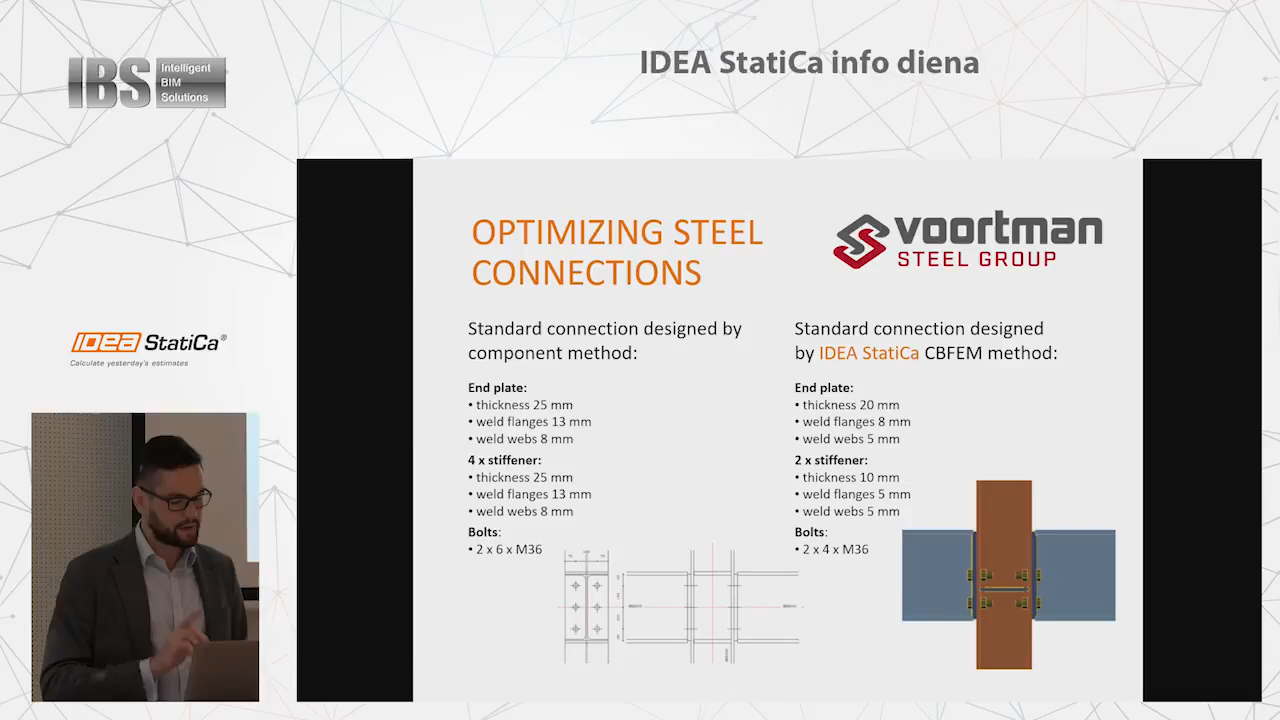 IBS
Intelligent
BIM
Solutions
IDEA StatiCa info diena
IDEA StatiCa®
Calculate yesterday's estimates
OPTIMIZING STEEL
CONNECTIONS
voortman
STEEL GROUP
Standard connection designed by
component method:
End plate:
• thickness 25 mm
• weld flanges 13 mm
• weld webs 8 mm
4 x stiffener:
• thickness 25 mm
• weld flanges 13 mm
• weld webs 8 mm
Bolts:
• 2 x 6 x M36
Standard connection designed
by IDEA StatiCa CBFEM method:
End plate:
• thickness 20 mm
• weld flanges 8 mm
• weld webs 5 mm
2 x stiffener:
• thickness 10 mm
• weld flanges 5 mm
• weld webs 5 mm
Bolts:
• 2 x 4 x M36